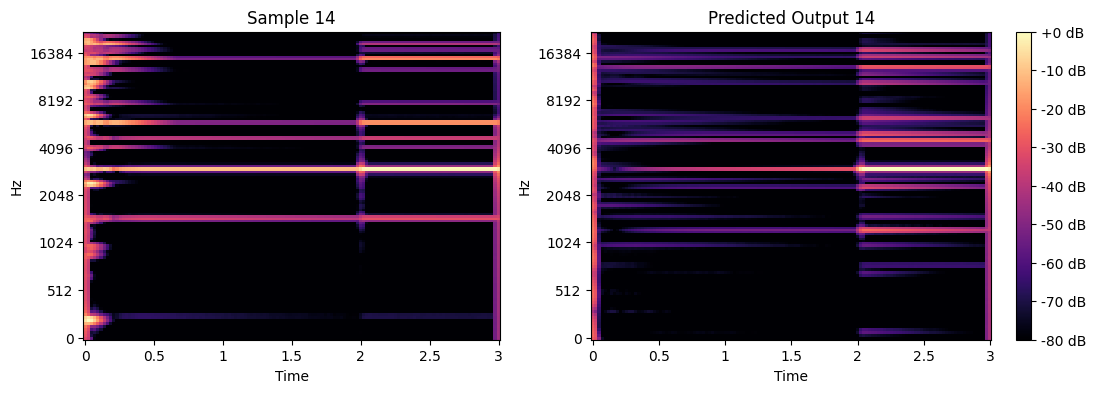 Sample 14
Predicted Output 14
Hz
16384
8192
4096
2048
1024
512
0
0
0.5
1
1.5
2
2.5
3
Time
Hz
16384
8192
4096
2048
1024
512
0
0
0.5
1
1.5
2
2.5
3
Time
+0 dB
-10 dB
-20 dB
-30 dB
-40 dB
-50 dB
-60 dB
-70 dB
-80 dB